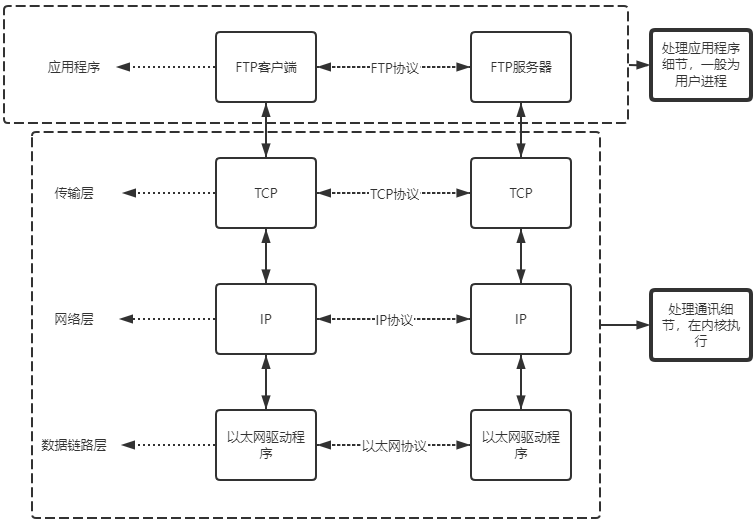 应用程序
FTP客户端
FTP协议
FTP服务器
处理应用程序
细节，一般为
用户进程
传输层
TCP
TCP协议
TCP
网络层
IP
IP协议
IP
处理通讯细
节，在内核执
行
数据链路层
以太网驱动程
序
以太网协议
以太网驱动程
序